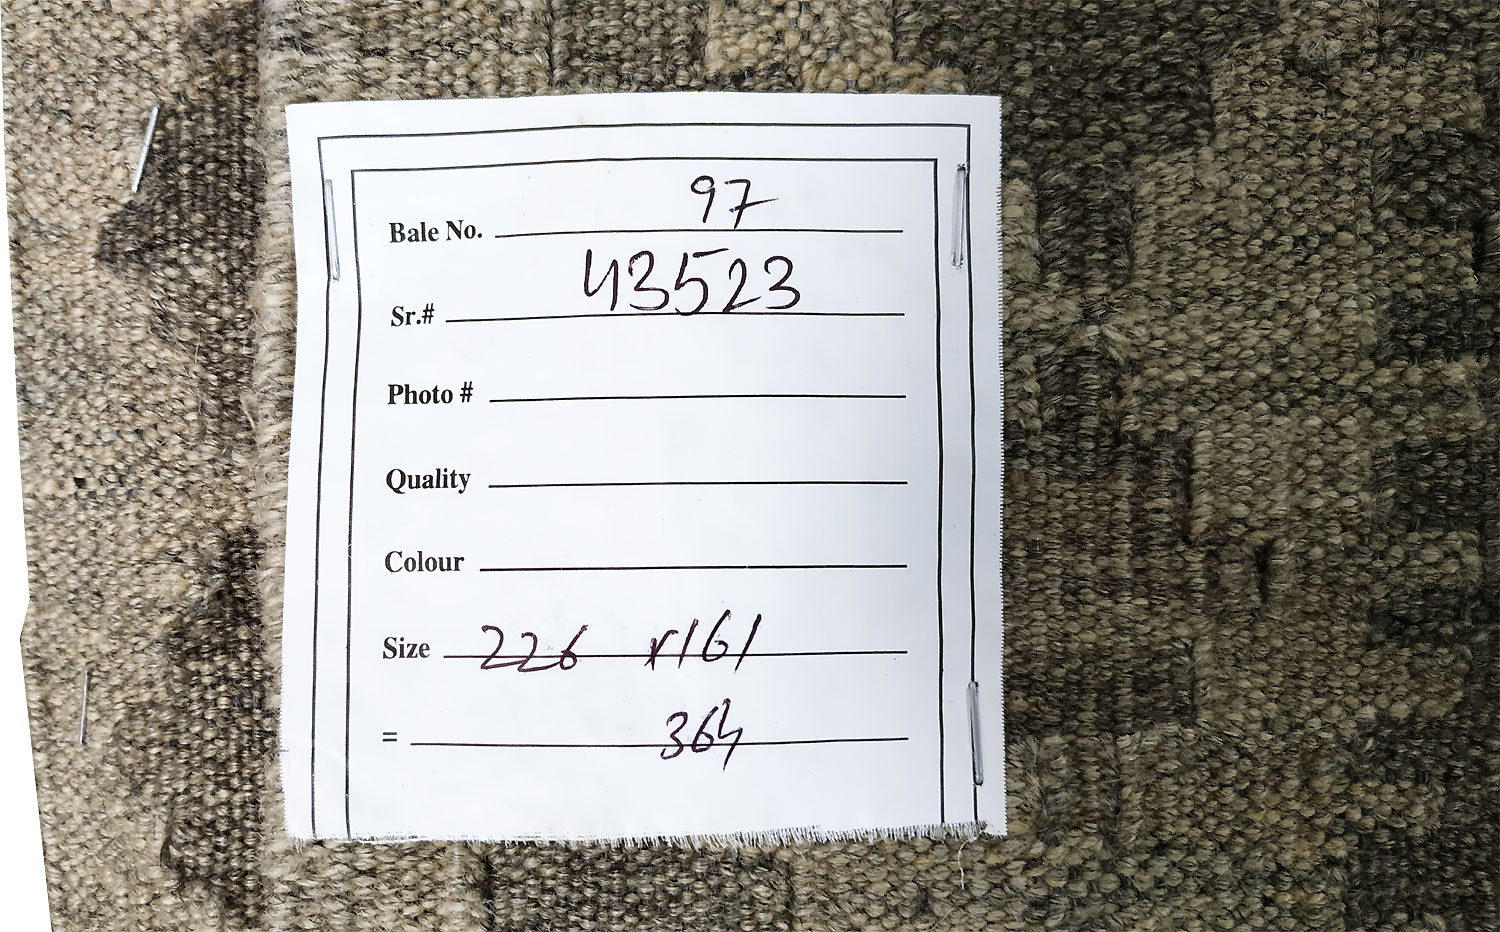 Bale No. 97
Sr.# 43523
Photo #
Quality
Colour
Size 226 x161
= 364